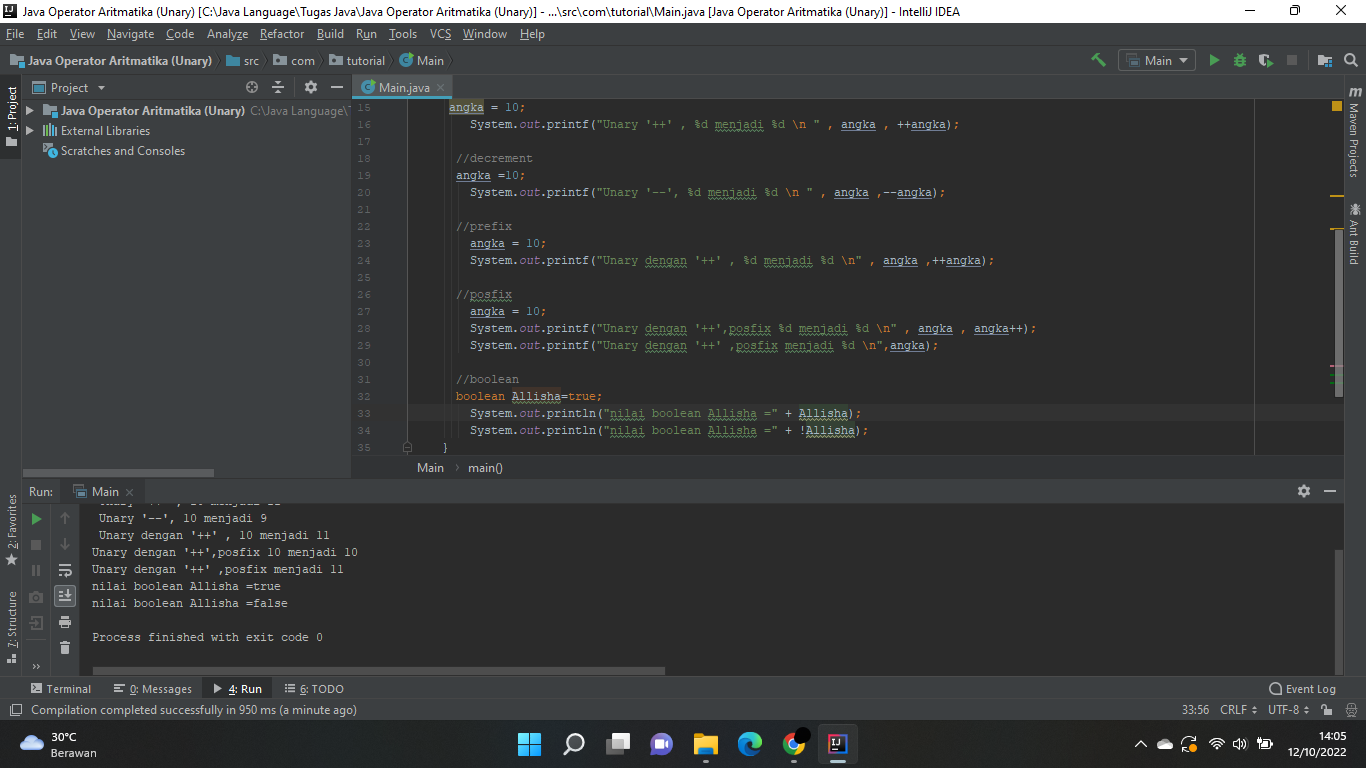 Java Operator Aritmatika (Unary) [C:\Java Language\Tugas Java\Java Operator Aritmatika (Unary)] - ...\src\com\tutorial\Main.java [Java Operator Aritmatika (Unary)] - IntelliJ IDEA
File Edit View Navigate Code Analyze Refactor Build Run Tools VCS Window Help
Java Operator Aritmatika (Unary) src com tutorial Main
Main
1: Project
Project
Main.java
Java Operator Aritmatika (Unary) C:\Java Language\
External Libraries
Scratches and Consoles
15 angka = 10;
16 System.out.printf("Unary '++' , %d menjadi %d \n " , angka , ++angka);
17
18 //decrement
19 angka =10;
20 System.out.printf("Unary '--', %d menjadi %d \n " , angka ,--angka);
21
22 //prefix
23 angka = 10;
24 System.out.printf("Unary dengan '++' , %d menjadi %d \n" , angka ,++angka);
25
26 //posfix
27 angka = 10;
28 System.out.printf("Unary dengan '++',posfix %d menjadi %d \n" , angka , angka++);
29 System.out.printf("Unary dengan '++' ,posfix menjadi %d \n",angka);
30
31 //boolean
32 boolean Allisha=true;
33 System.out.println("nilai boolean Allisha =" + Allisha);
34 System.out.println("nilai boolean Allisha =" + !Allisha);
35 }
Main main()
Maven Projects
Ant Build
Run: Main
Unary '--', 10 menjadi 9
Unary dengan '++' , 10 menjadi 11
Unary dengan '++',posfix 10 menjadi 10
Unary dengan '++' ,posfix menjadi 11
nilai boolean Allisha =true
nilai boolean Allisha =false
Process finished with exit code 0
2: Favorites
7: Structure
Terminal 0: Messages 4: Run 6: TODO Event Log
Compilation completed successfully in 950 ms (a minute ago) 33:56 CRLF UTF-8
30°C
Berawan
14:05
12/10/2022